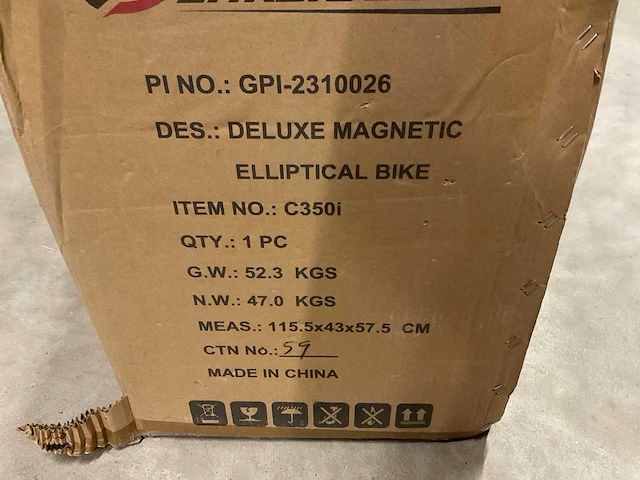 PI NO.: GPI-2310026
DES.: DELUXE MAGNETIC
ELLIPTICAL BIKE
ITEM NO.: C350i
QTY.: 1 PC
G.W.: 52.3 KGS
N.W.: 47.0 KGS
MEAS.: 115.5x43x57.5 CM
CTN No.: 59
MADE IN CHINA